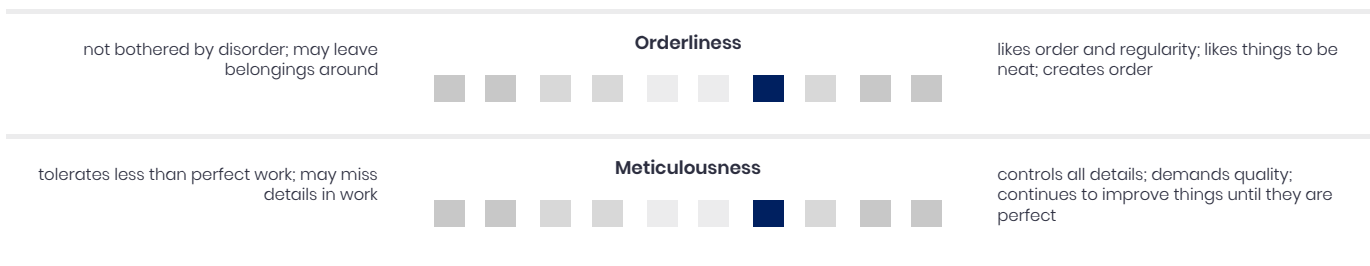 Orderliness
not bothered by disorder; may leave
belongings around
likes order and regularity; likes things to be
neat; creates order
Meticulousness
tolerates less than perfect work; may miss
details in work
controls all details; demands quality;
continues to improve things until they are
perfect